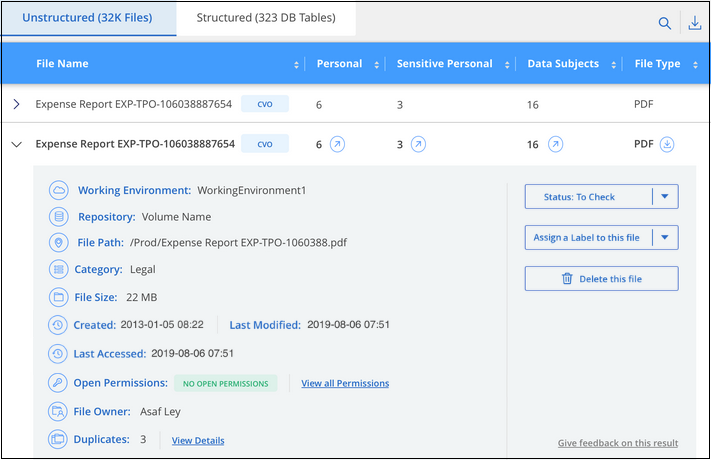 Unstructured (32K Files) Structured (323 DB Tables)
File Name Personal Sensitive Personal Data Subjects File Type
Expense Report EXP-TPO-106038887654 CVO 6 3 16 PDF
Expense Report EXP-TPO-106038887654 CVO 6 3 16 PDF
Working Environment: WorkingEnvironment1 Status: To Check
Repository: Volume Name
File Path: /Prod/Expense Report EXP-TPO-1060388.pdf Assign a Label to this file
Category: Legal Delete this file
File Size: 22 MB
Created: 2013-01-05 08:22 Last Modified: 2019-08-06 07:51
Last Accessed: 2019-08-06 07:51
Open Permissions: NO OPEN PERMISSIONS View all Permissions
File Owner: Asaf Ley
Duplicates: 3 View Details Give feedback on this result